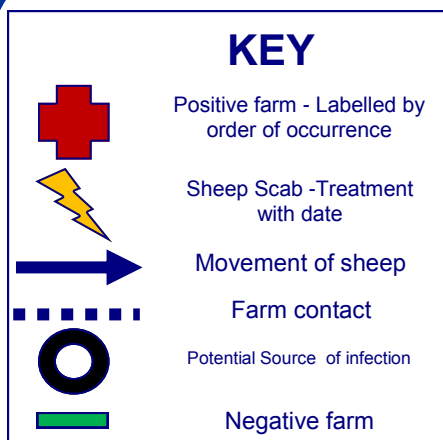 KEY
Positive farm - Labelled by
order of occurrence
Sheep Scab -Treatment
with date
Movement of sheep
Farm contact
Potential Source of infection
Negative farm